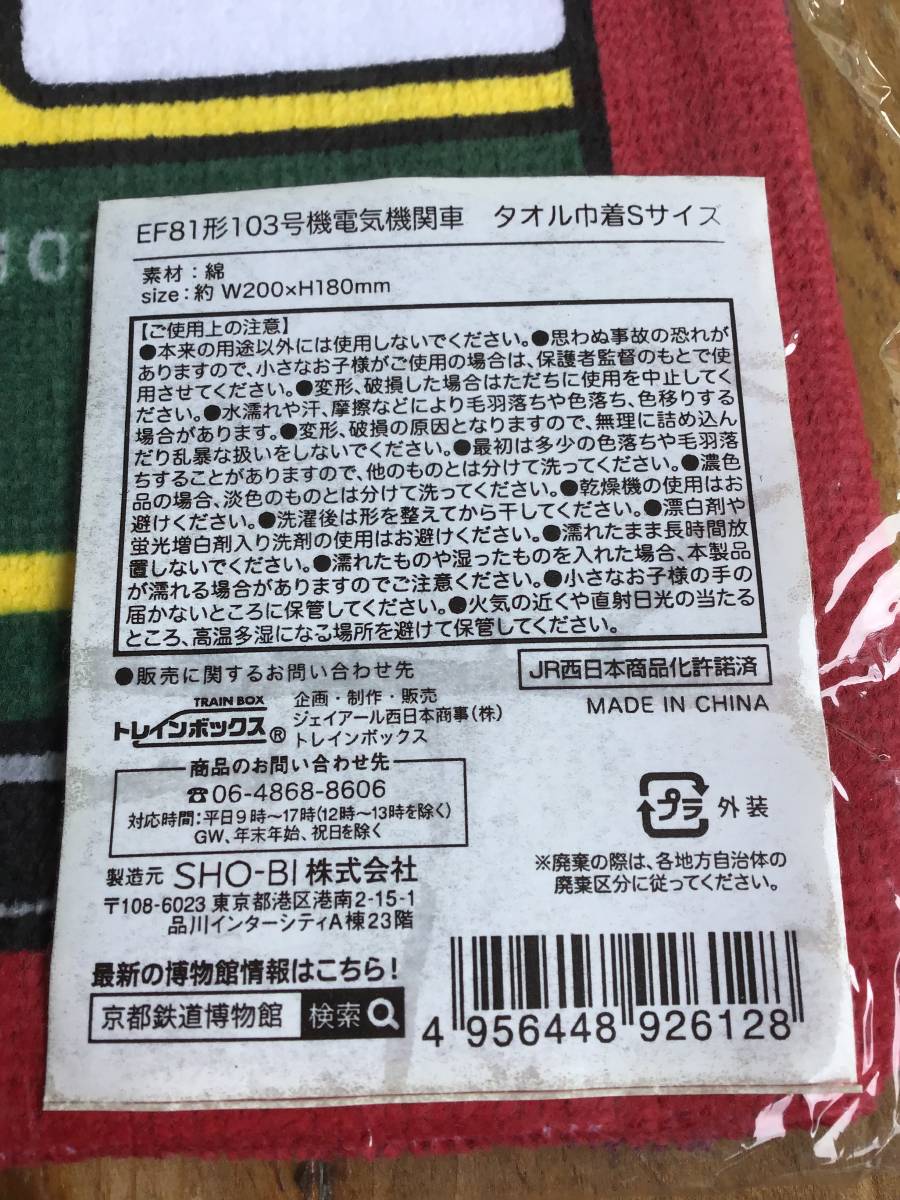 103
EF81形103号機電気機関車　タオル巾着Sサイズ
素材：綿
size：約 W200×H180mm
【ご使用上の注意】
●本来の用途以外には使用しないでください。●思わぬ事故の恐れが
ありますので、小さなお子様がご使用の場合は、保護者監督のもとで使
用させてください。●変形、破損した場合はただちに使用を中止してく
ださい。●水濡れや汗、摩擦などにより毛羽落ちや色落ち、色移りする
場合があります。●変形、破損の原因となりますので、無理に詰め込ん
だり乱暴な扱いをしないでください。●最初は多少の色落ちや毛羽落
ちすることがありますので、他のものとは分けて洗ってください。●濃色
品の場合、淡色のものとは分けて洗ってください。●乾燥機の使用はお
避けください。●洗濯後は形を整えてから干してください。●漂白剤や
蛍光増白剤入り洗剤の使用はお避けください。●濡れたまま長時間放
置しないでください。●濡れたものや湿ったものを入れた場合、本製品
が濡れる場合がありますのでご注意ください。●小さなお子様の手の
届かないところに保管してください。●火気の近くや直射日光の当たる
ところ、高温多湿になる場所を避けて保管してください。
●販売に関するお問い合わせ先
JR西日本商品化許諾済
MADE IN CHINA
TRAIN BOX
トレインボックス®
企画・制作・販売
ジェイアール西日本商事(株)
トレインボックス
商品のお問い合わせ先
☎06-4868-8606
対応時間：平日9時～17時(12時～13時を除く)
GW、年末年始、祝日を除く
プラ 外装
※廃棄の際は、各地方自治体の
廃棄区分に従ってください。
製造元 SHO-BI株式会社
〒108-6023 東京都港区港南2-15-1
品川インターシティA棟23階
最新の博物館情報はこちら！
京都鉄道博物館 検索
4 956448 926128